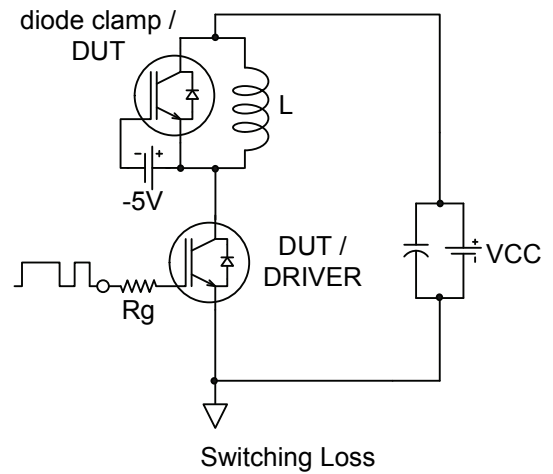 diode clamp /
DUT
L
- +
-5V
DUT /
DRIVER
Rg
+
VCC
Switching Loss